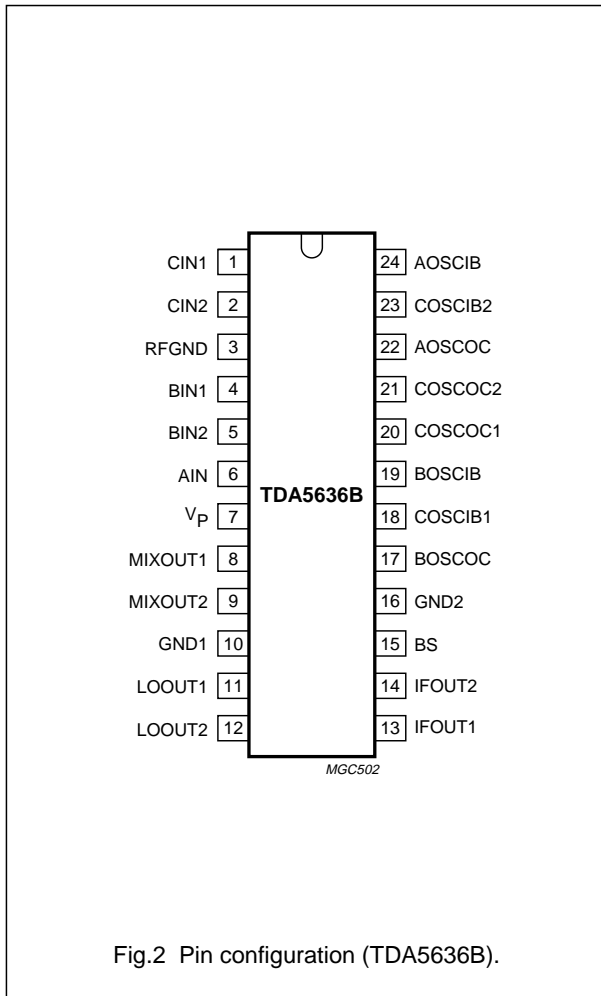 CIN1 1 24 AOSCIB
CIN2 2 23 COSCIB2
RFGND 3 22 AOSCOC
BIN1 4 21 COSCOC2
BIN2 5 20 COSCOC1
AIN 6 19 BOSCIB
TDA5636B
VP 7 18 COSCIB1
MIXOUT1 8 17 BOSCOC
MIXOUT2 9 16 GND2
GND1 10 15 BS
LOOUT1 11 14 IFOUT2
LOOUT2 12 13 IFOUT1
MGC502
Fig.2 Pin configuration (TDA5636B).